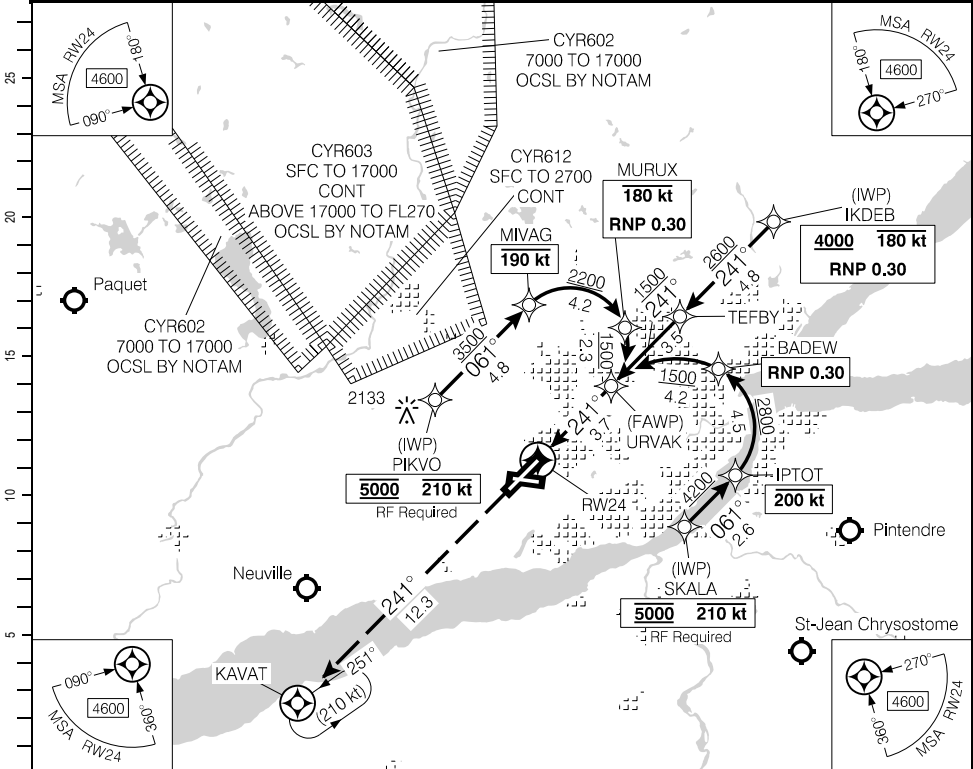 MSA RW24
180°
4600
090°
CYR602
7000 TO 17000
OCSL BY NOTAM
MSA RW24
180°
4600
270°
25
20
15
10
5
CYR603
SFC TO 17000
CONT
ABOVE 17000 TO FL270
OCSL BY NOTAM
CYR612
SFC TO 2700
CONT
MURUX
180 kt
RNP 0.30
(IWP)
IKDEB
4000 180 kt
RNP 0.30
MIVAG
190 kt
2200
4.2
2600
241°
4.8
1500
241°
3.5
TEFBY
Paquet
CYR602
7000 TO 17000
OCSL BY NOTAM
3500
061°
4.8
1500
2.3
BADEW
RNP 0.30
1500
4.2
2133
(IWP)
PIKVO
5000 210 kt
RF Required
241°
3.7
(FAWP)
URVAK
2800
4.5
IPTOT
200 kt
RW24
4200
061°
2.6
(IWP)
SKALA
5000 210 kt
RF Required
Pintendre
Neuville
241°
12.3
St-Jean Chrysostome
KAVAT
251°
(210 kt)
090°
4600
360°
MSA RW24
270°
4600
360°
MSA RW24